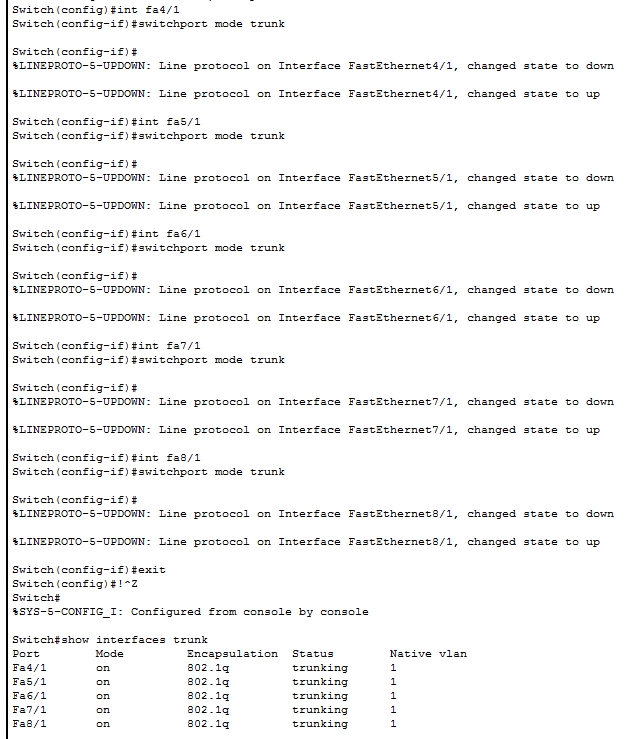 Switch(config)#int fa4/1
Switch(config-if)#switchport mode trunk
Switch(config-if)#
%LINEPROTO-5-UPDOWN: Line protocol on Interface FastEthernet4/1, changed state to down
%LINEPROTO-5-UPDOWN: Line protocol on Interface FastEthernet4/1, changed state to up
Switch(config-if)#int fa5/1
Switch(config-if)#switchport mode trunk
Switch(config-if)#
%LINEPROTO-5-UPDOWN: Line protocol on Interface FastEthernet5/1, changed state to down
%LINEPROTO-5-UPDOWN: Line protocol on Interface FastEthernet5/1, changed state to up
Switch(config-if)#int fa6/1
Switch(config-if)#switchport mode trunk
Switch(config-if)#
%LINEPROTO-5-UPDOWN: Line protocol on Interface FastEthernet6/1, changed state to down
%LINEPROTO-5-UPDOWN: Line protocol on Interface FastEthernet6/1, changed state to up
Switch(config-if)#int fa7/1
Switch(config-if)#switchport mode trunk
Switch(config-if)#
%LINEPROTO-5-UPDOWN: Line protocol on Interface FastEthernet7/1, changed state to down
%LINEPROTO-5-UPDOWN: Line protocol on Interface FastEthernet7/1, changed state to up
Switch(config-if)#int fa8/1
Switch(config-if)#switchport mode trunk
Switch(config-if)#
%LINEPROTO-5-UPDOWN: Line protocol on Interface FastEthernet8/1, changed state to down
%LINEPROTO-5-UPDOWN: Line protocol on Interface FastEthernet8/1, changed state to up
Switch(config-if)#exit
Switch(config)#!^Z
Switch#
%SYS-5-CONFIG_I: Configured from console by console
Switch#show interfaces trunk
Port Mode Encapsulation Status Native vlan
Fa4/1 on 802.1q trunking 1
Fa5/1 on 802.1q trunking 1
Fa6/1 on 802.1q trunking 1
Fa7/1 on 802.1q trunking 1
Fa8/1 on 802.1q trunking 1